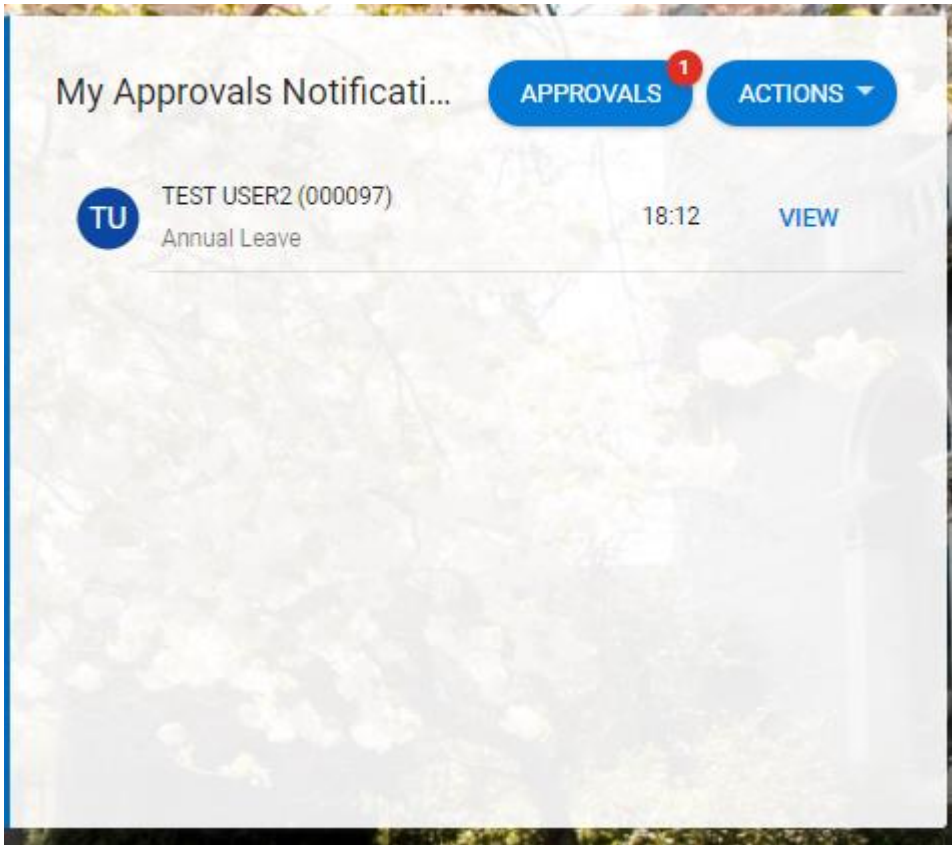 My Approvals Notificati...
APPROVALS
1
ACTIONS
TU
TEST USER2 (000097)
Annual Leave
18:12
VIEW